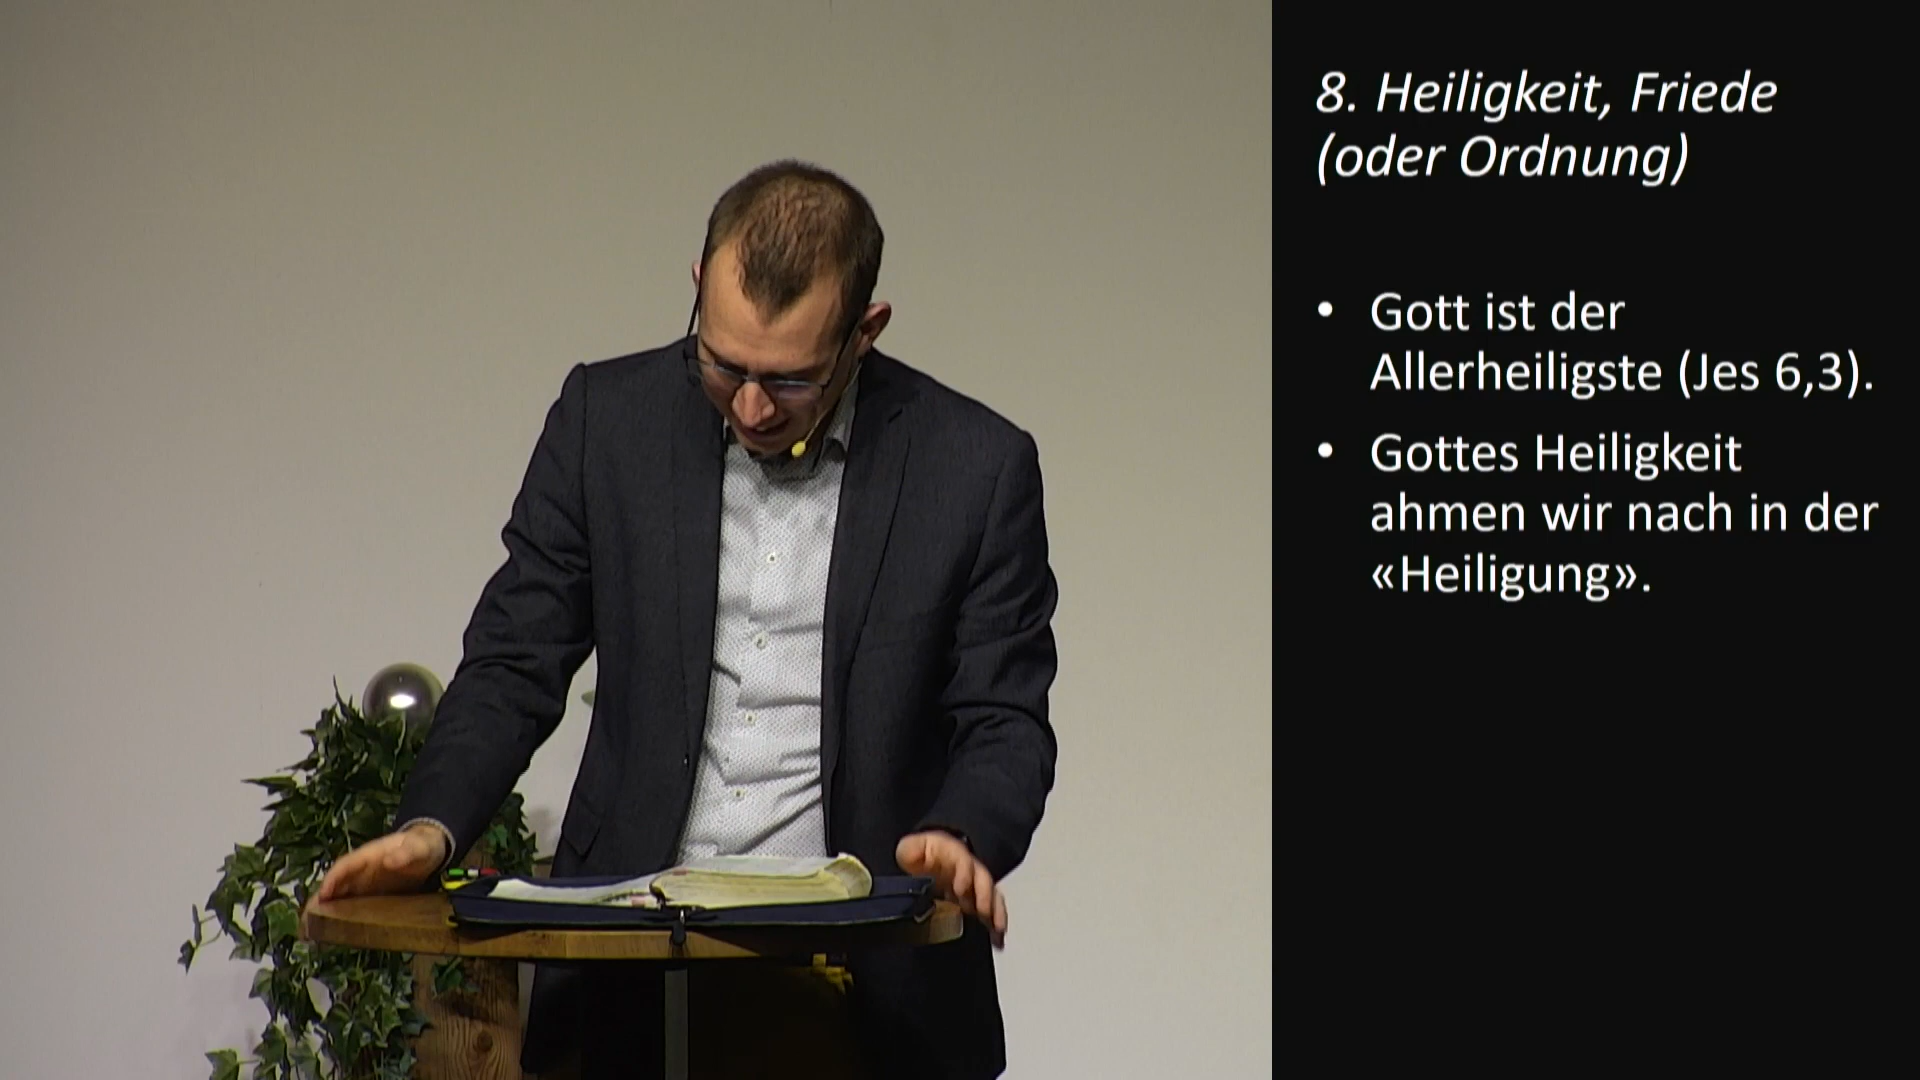 8. Heiligkeit, Friede
(oder Ordnung)
• Gott ist der
Allerheiligste (Jes 6,3).
• Gottes Heiligkeit
ahmen wir nach in der
«Heiligung».